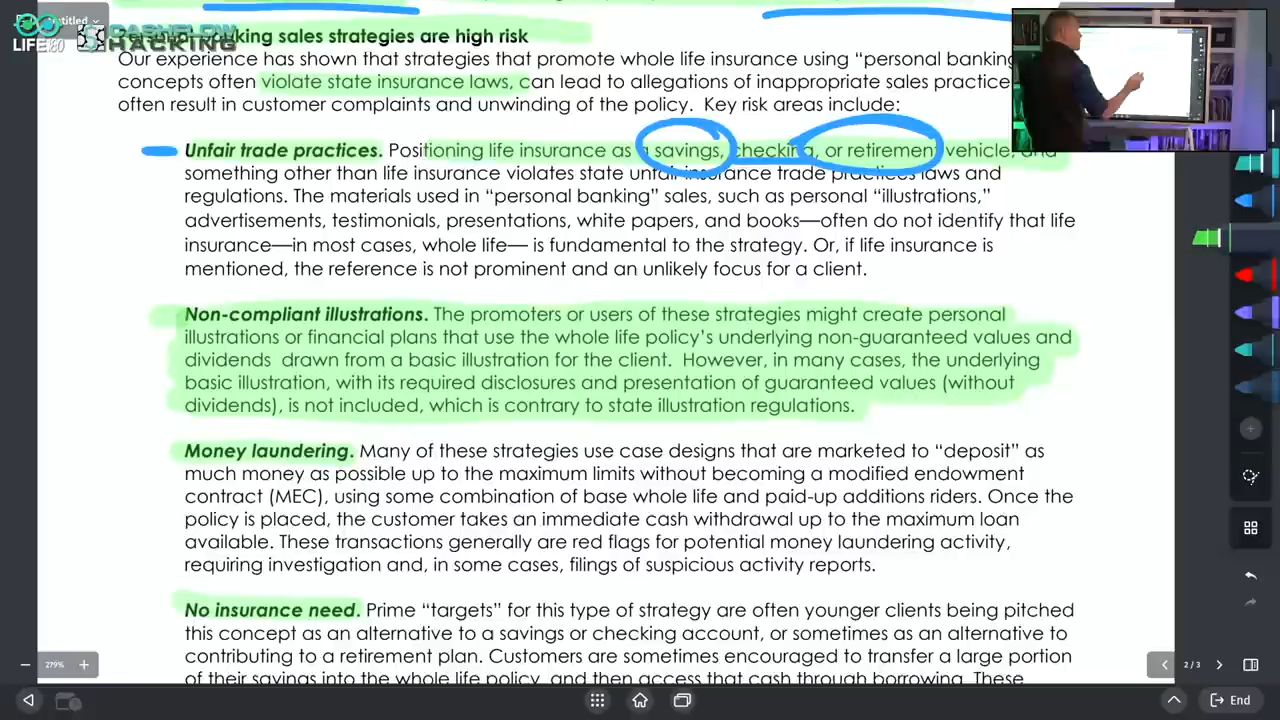 Untitled
LIFE180
CASHFLOW
HACKING
Banking sales strategies are high risk
Our experience has shown that strategies that promote whole life insurance using “personal banking
concepts often violate state insurance laws, can lead to allegations of inappropriate sales practice
often result in customer complaints and unwinding of the policy. Key risk areas include:
Unfair trade practices. Positioning life insurance as a savings, checking, or retirement vehicle, and
something other than life insurance violates state unfair insurance trade practices laws and
regulations. The materials used in “personal banking” sales, such as personal “illustrations,”
advertisements, testimonials, presentations, white papers, and books—often do not identify that life
insurance—in most cases, whole life— is fundamental to the strategy. Or, if life insurance is
mentioned, the reference is not prominent and an unlikely focus for a client.
Non-compliant illustrations. The promoters or users of these strategies might create personal
illustrations or financial plans that use the whole life policy’s underlying non-guaranteed values and
dividends drawn from a basic illustration for the client. However, in many cases, the underlying
basic illustration, with its required disclosures and presentation of guaranteed values (without
dividends), is not included, which is contrary to state illustration regulations.
Money laundering. Many of these strategies use case designs that are marketed to “deposit” as
much money as possible up to the maximum limits without becoming a modified endowment
contract (MEC), using some combination of base whole life and paid-up additions riders. Once the
policy is placed, the customer takes an immediate cash withdrawal up to the maximum loan
available. These transactions generally are red flags for potential money laundering activity,
requiring investigation and, in some cases, filings of suspicious activity reports.
No insurance need. Prime “targets” for this type of strategy are often younger clients being pitched
this concept as an alternative to a savings or checking account, or sometimes as an alternative to
contributing to a retirement plan. Customers are sometimes encouraged to transfer a large portion
of their savings into the whole life policy, and then access that cash through borrowing. These
279%
2/3
End